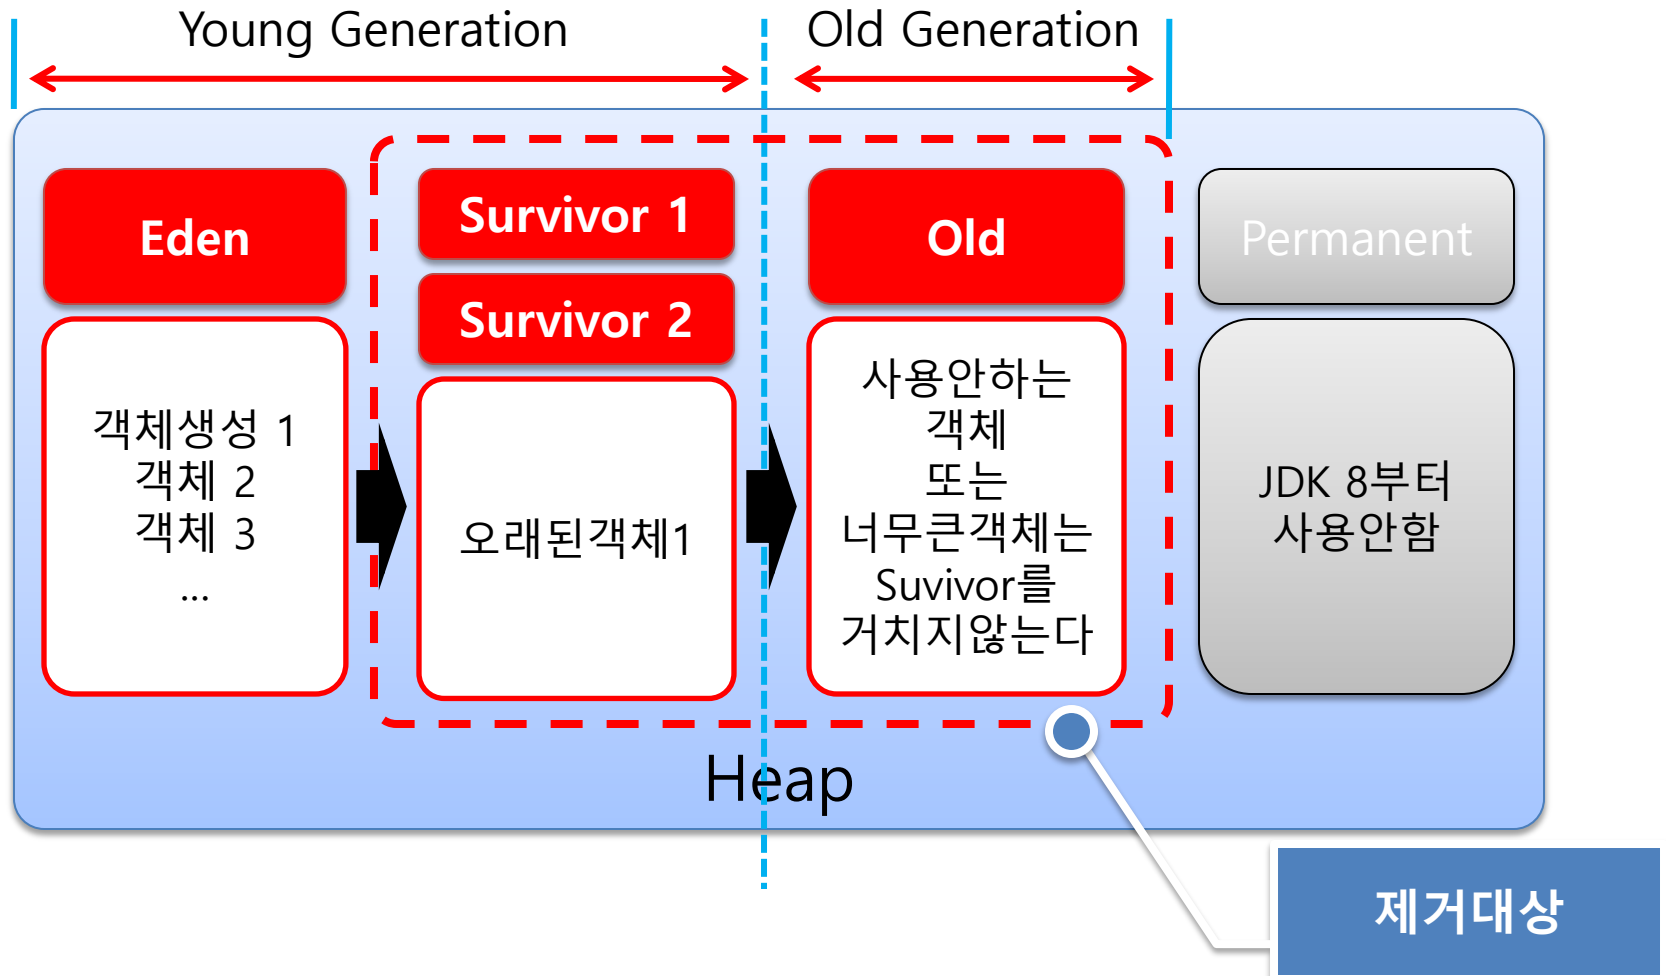 Young Generation
Old Generation
Eden
Survivor 1
Survivor 2
Old
Permanent
객체생성 1
객체 2
객체 3
...
오래된객체1
사용안하는
객체
또는
너무큰객체는
Suvivor를
거치지않는다
JDK 8부터
사용안함
Heap
제거대상